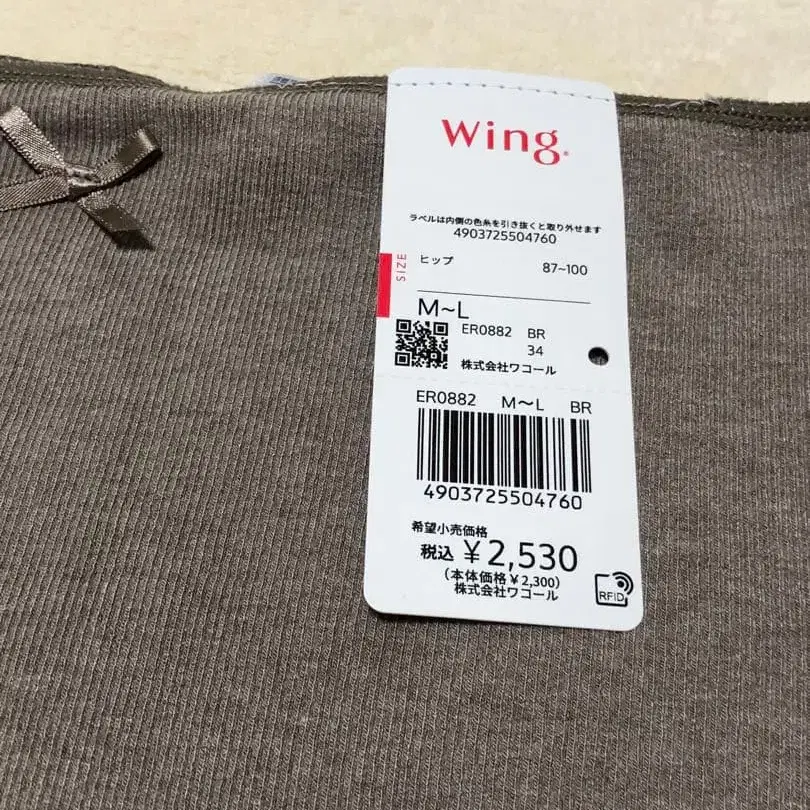 Wing
ラベルは内側の色糸を引き抜くと取り外せます
4903725504760
SIZE
ヒップ 87~100
M~L
ER0882 BR
34
株式会社ワコール
ER0882 M〜L BR
4903725504760
希望小売価格
税込 ¥2,530
(本体価格¥2,300)
株式会社ワコール
RFID